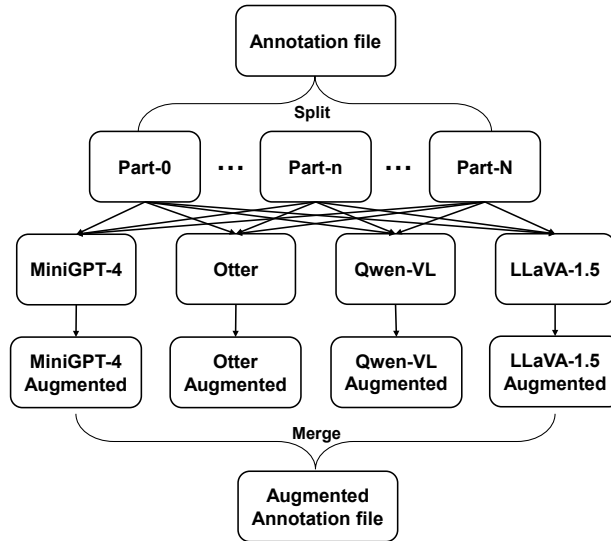 Annotation file
Split
Part-0 ... Part-n ... Part-N
MiniGPT-4 Otter Qwen-VL LLaVA-1.5
MiniGPT-4 Otter Qwen-VL LLaVA-1.5
Augmented Augmented Augmented Augmented
Merge
Augmented
Annotation file